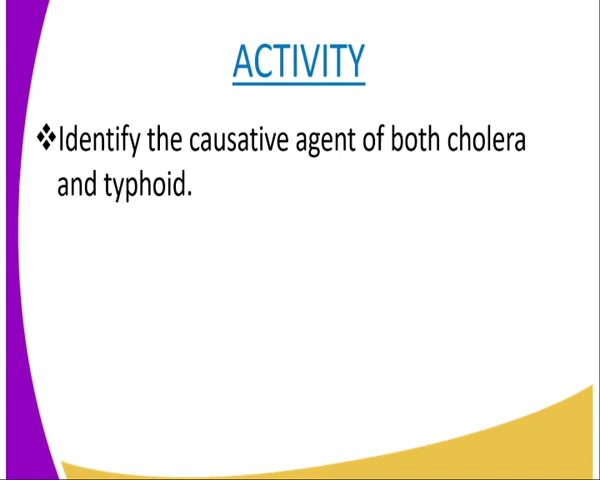 ACTIVITY
❖Identify the causative agent of both cholera
and typhoid.